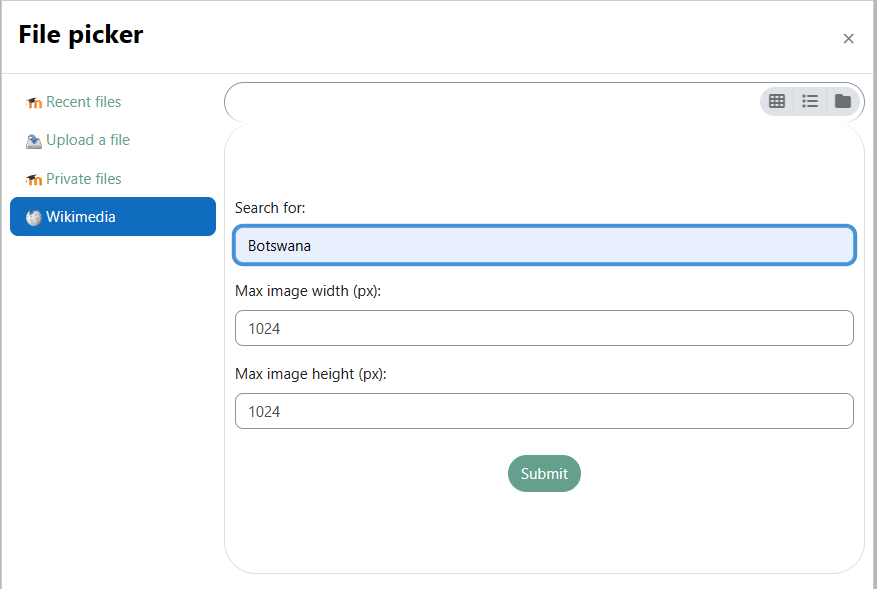 File picker
Recent files
Upload a file
Private files
Wikimedia
Search for:
Botswana
Max image width (px):
1024
Max image height (px):
1024
Submit